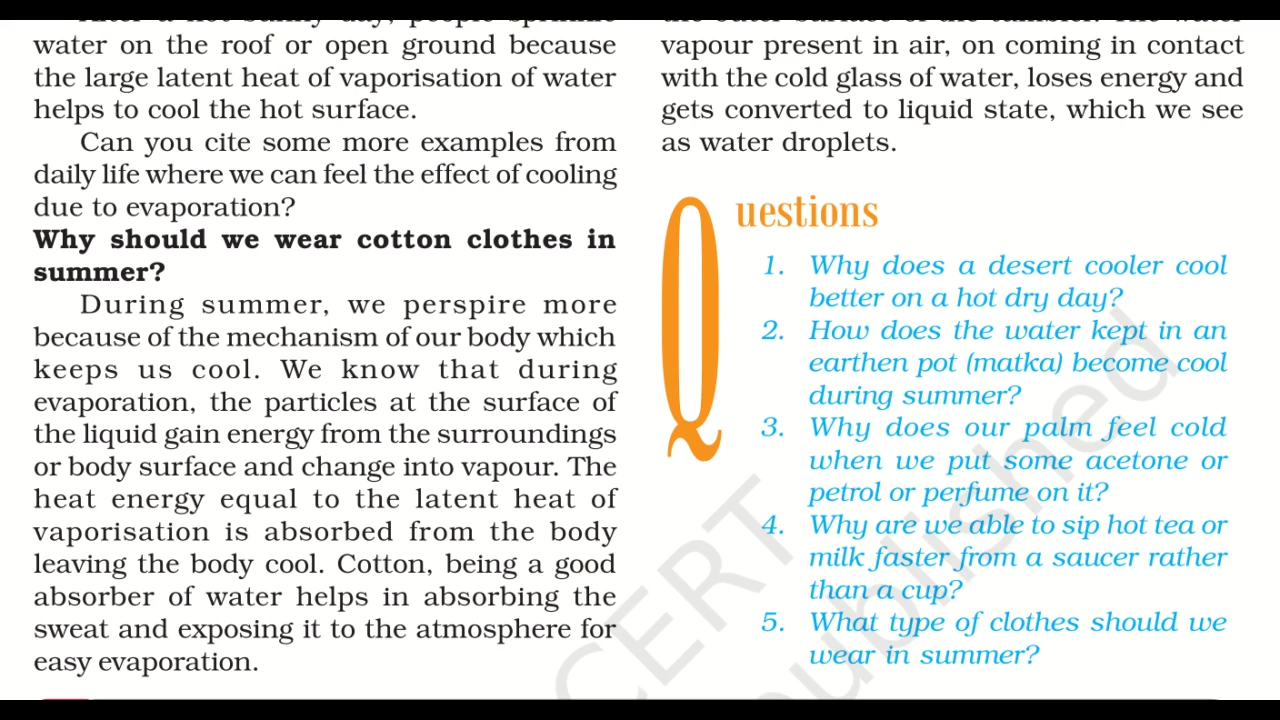 water on the roof or open ground because
the large latent heat of vaporisation of water
helps to cool the hot surface.
Can you cite some more examples from
daily life where we can feel the effect of cooling
due to evaporation?
Why should we wear cotton clothes in
summer?
During summer, we perspire more
because of the mechanism of our body which
keeps us cool. We know that during
evaporation, the particles at the surface of
the liquid gain energy from the surroundings
or body surface and change into vapour. The
heat energy equal to the latent heat of
vaporisation is absorbed from the body
leaving the body cool. Cotton, being a good
absorber of water helps in absorbing the
sweat and exposing it to the atmosphere for
easy evaporation.
vapour present in air, on coming in contact
with the cold glass of water, loses energy and
gets converted to liquid state, which we see
as water droplets.
Questions
1. Why does a desert cooler cool
better on a hot dry day?
2. How does the water kept in an
earthen pot (matka) become cool
during summer?
3. Why does our palm feel cold
when we put some acetone or
petrol or perfume on it?
4. Why are we able to sip hot tea or
milk faster from a saucer rather
than a cup?
5. What type of clothes should we
wear in summer?